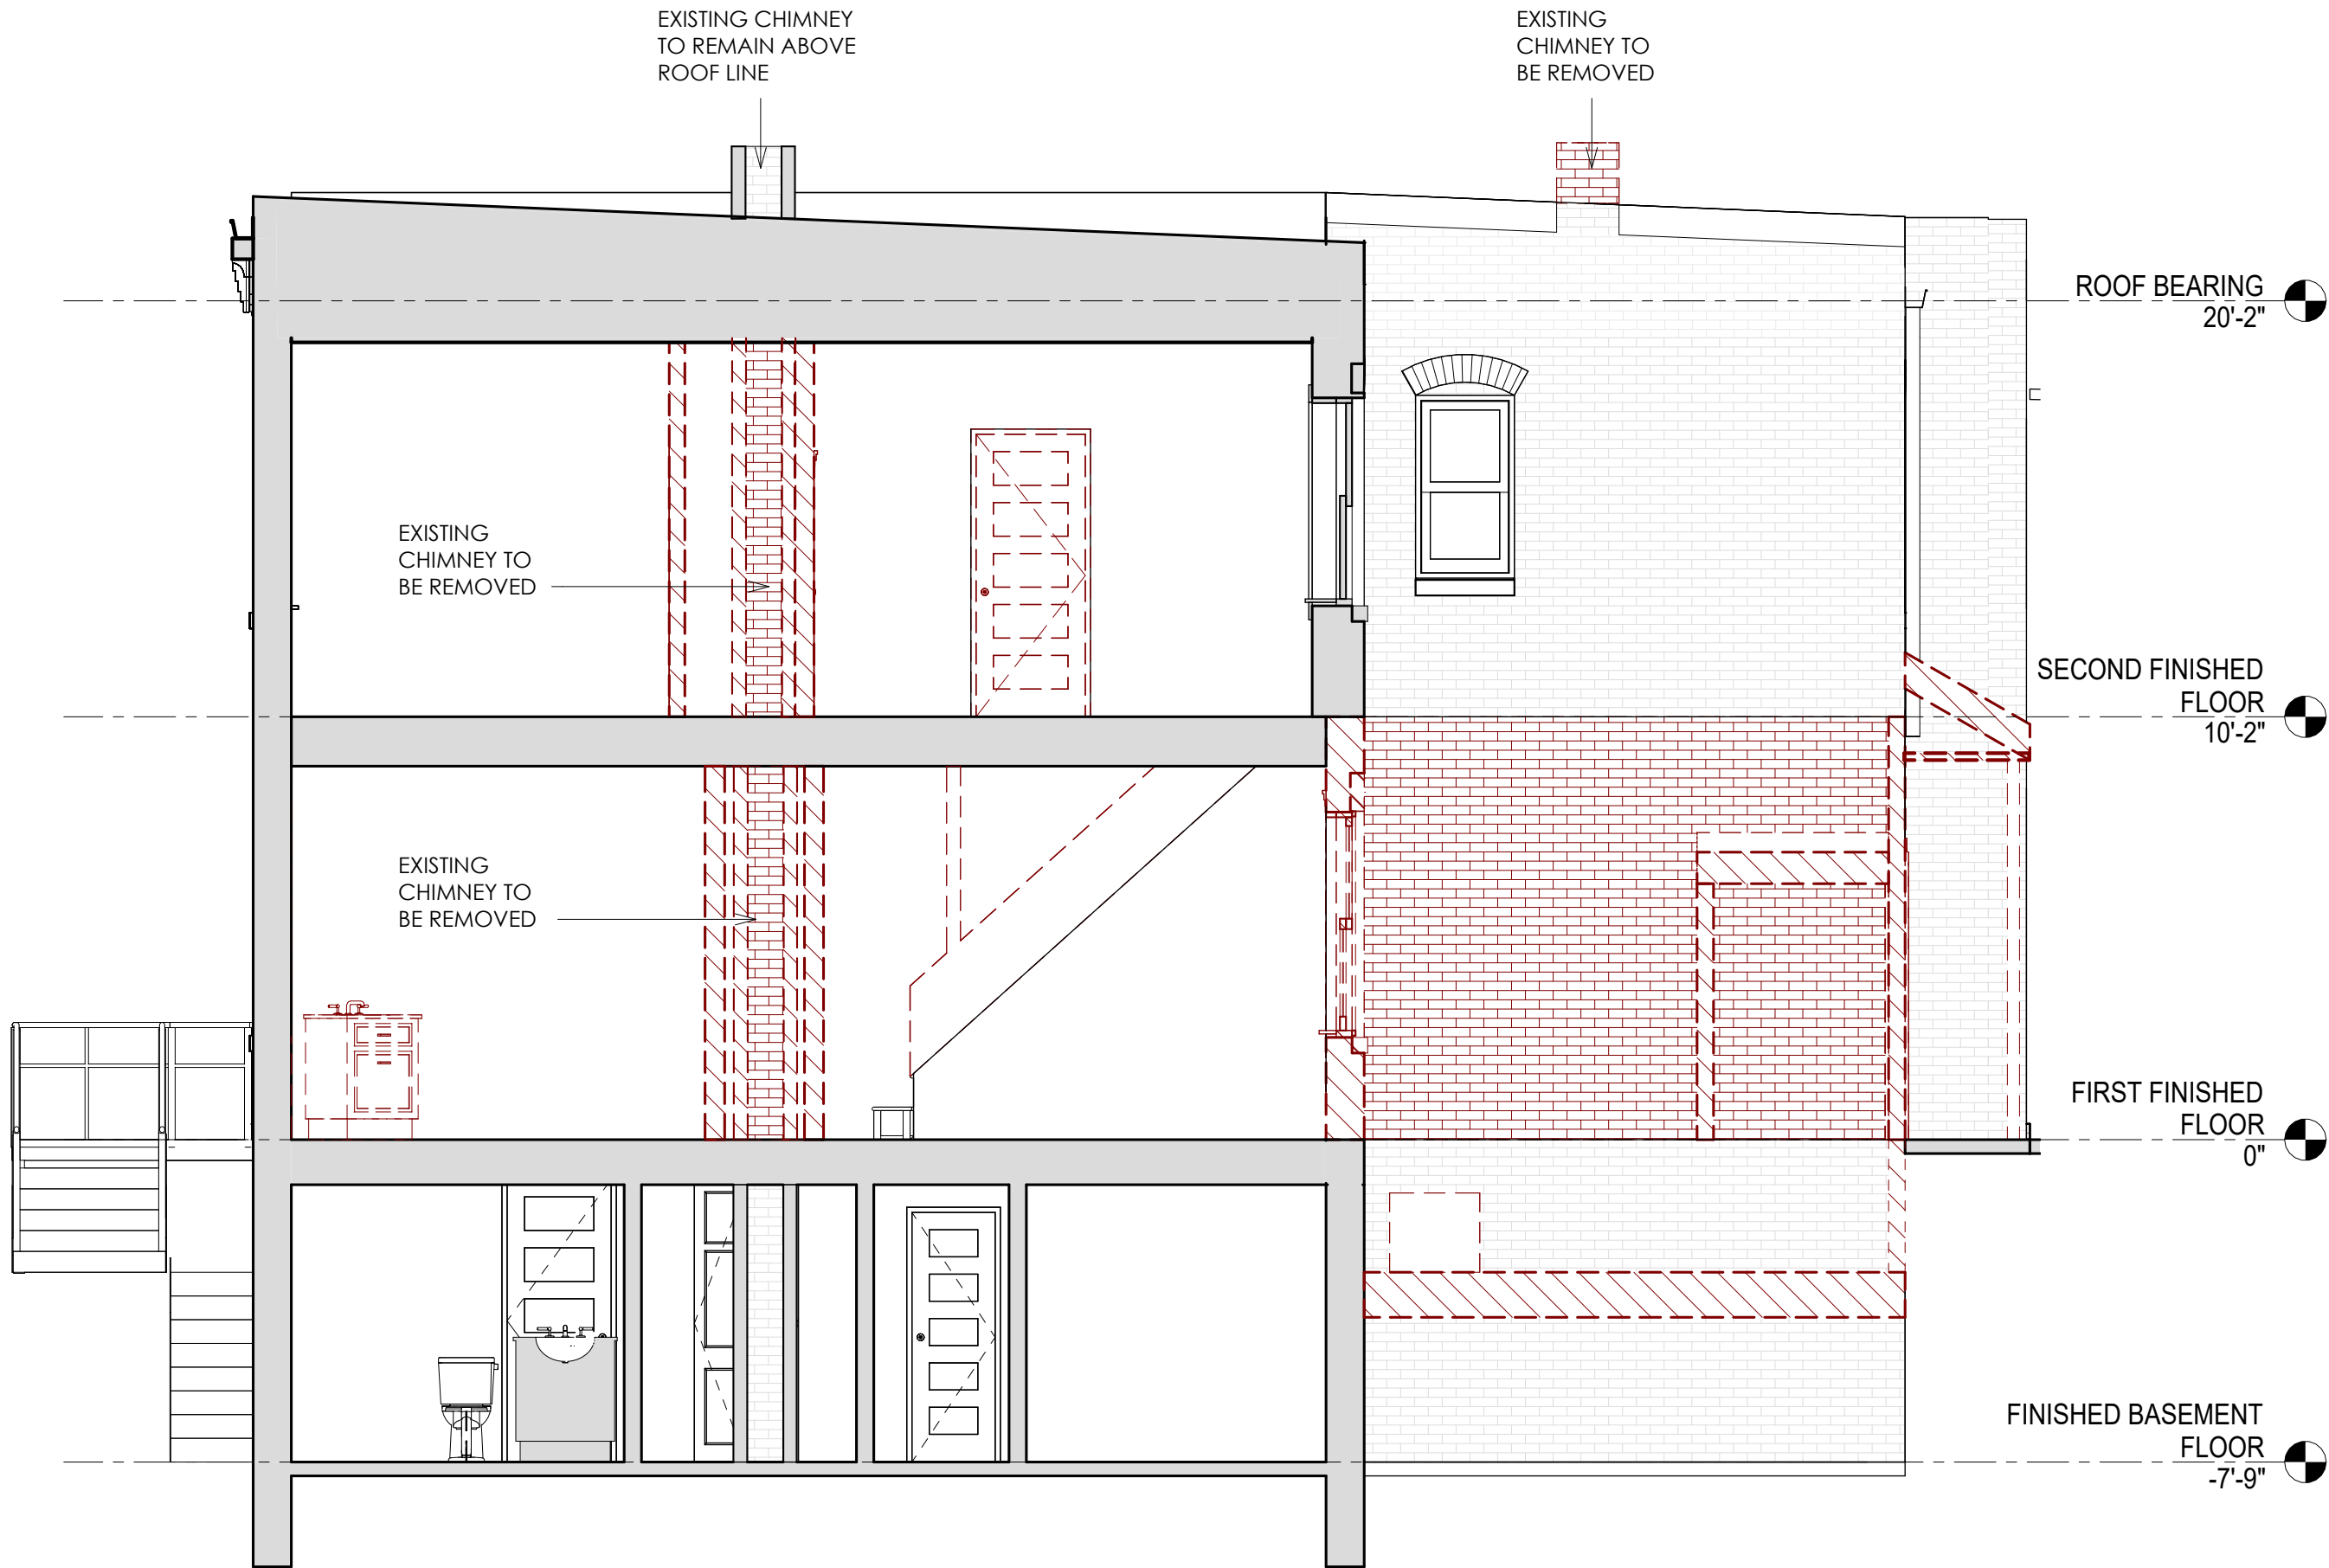 EXISTING CHIMNEY
TO REMAIN ABOVE
ROOF LINE
EXISTING
CHIMNEY TO
BE REMOVED
ROOF BEARING
20'-2"
EXISTING
CHIMNEY TO
BE REMOVED
SECOND FINISHED
FLOOR
10'-2"
EXISTING
CHIMNEY TO
BE REMOVED
FIRST FINISHED
FLOOR
0"
FINISHED BASEMENT
FLOOR
-7'-9"